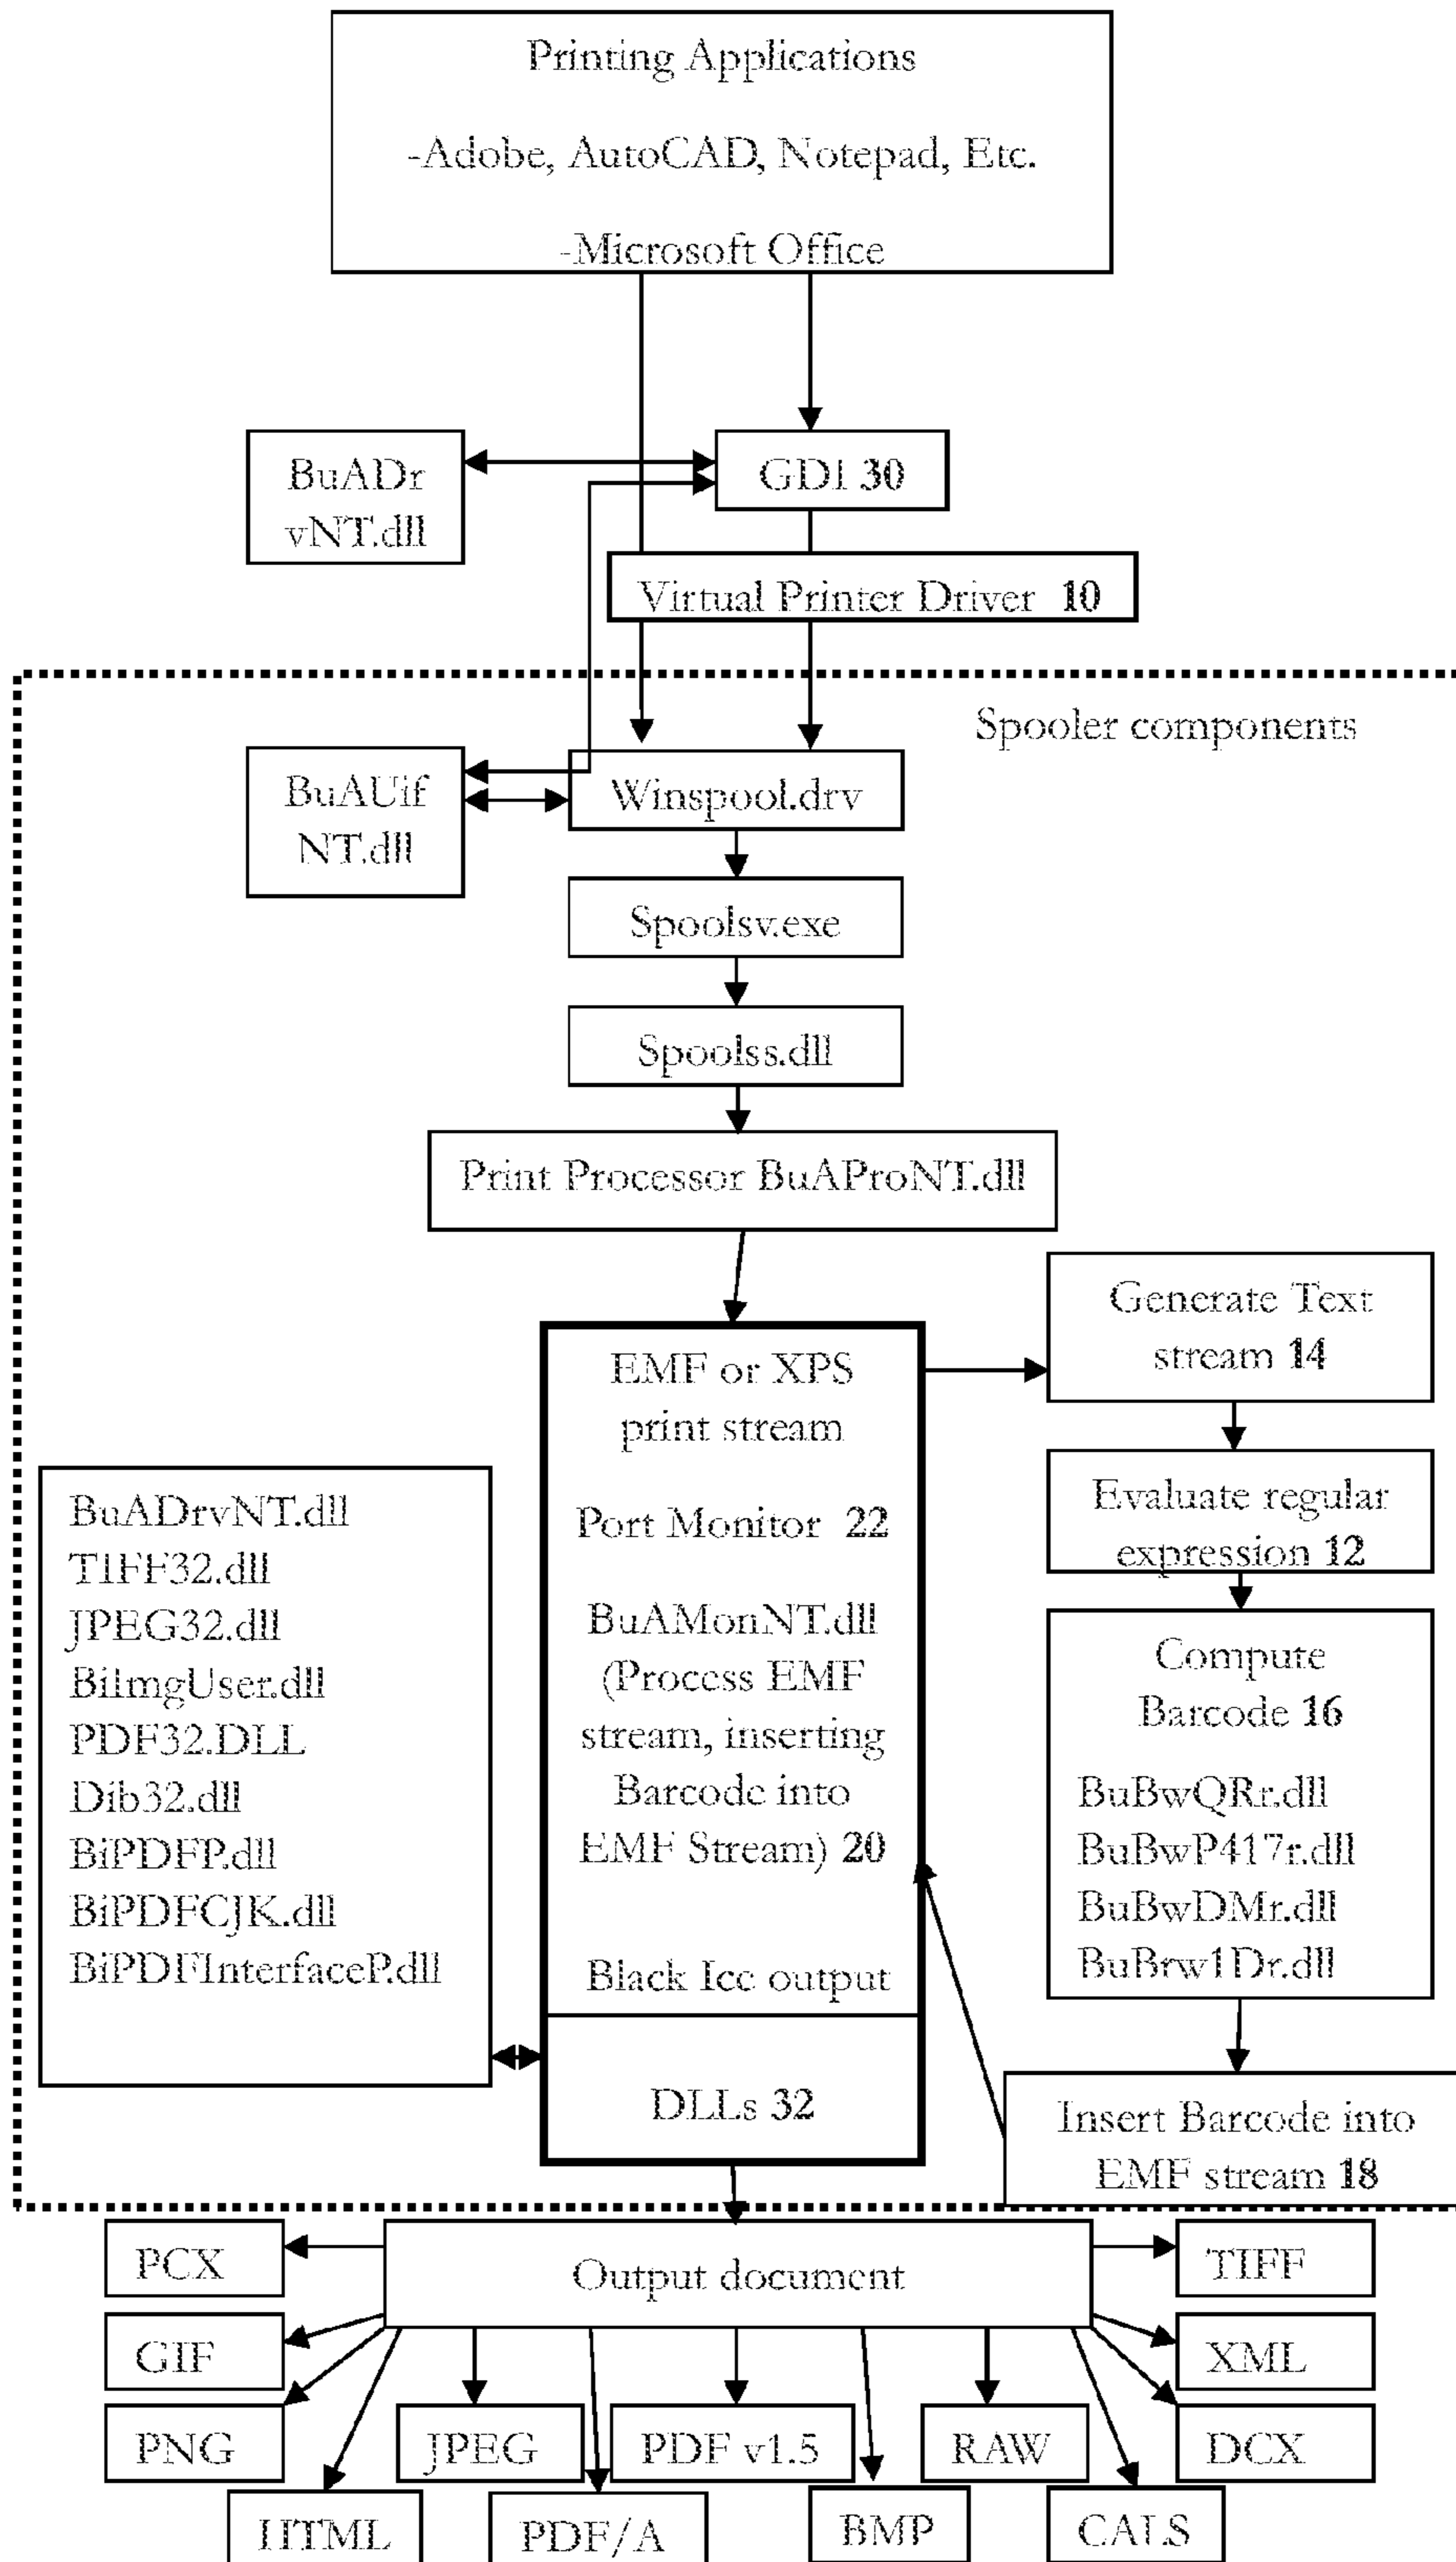 Printing Applications
-Adobe, AutoCAD, Notepad, Etc.
-Microsoft Office
BuADr
vNT.dll
GDI 30
Virtual Printer Driver 10
Spooler components
BuAUif
NT.dll
Winspool.drv
Spoolsv.exe
Spoolss.dll
Print Processor BuAProNT.dll
EMF or XPS
print stream
Port Monitor 22
BuAMonNT.dll
(Process EMF
stream, inserting
Barcode into
EMF Stream) 20
Black Ice output
DLLs 32
Generate Text
stream 14
Evaluate regular
expression 12
Compute
Barcode 16
BuBwQRr.dll
BuBwP417r.dll
BuBwDMr.dll
BuBrw1Dr.dll
Insert Barcode into
EMF stream 18
BuADrvNT.dll
TIFF32.dll
JPEG32.dll
BiImgUser.dll
PDF32.DLL
Dib32.dll
BiPDFP.dll
BiPDFCJK.dll
BiPDFInterfaceP.dll
Output document
PCX
GIF
PNG
HTML
JPEG
PDF/A
PDF v1.5
BMP
RAW
CALS
TIFF
XML
DCX